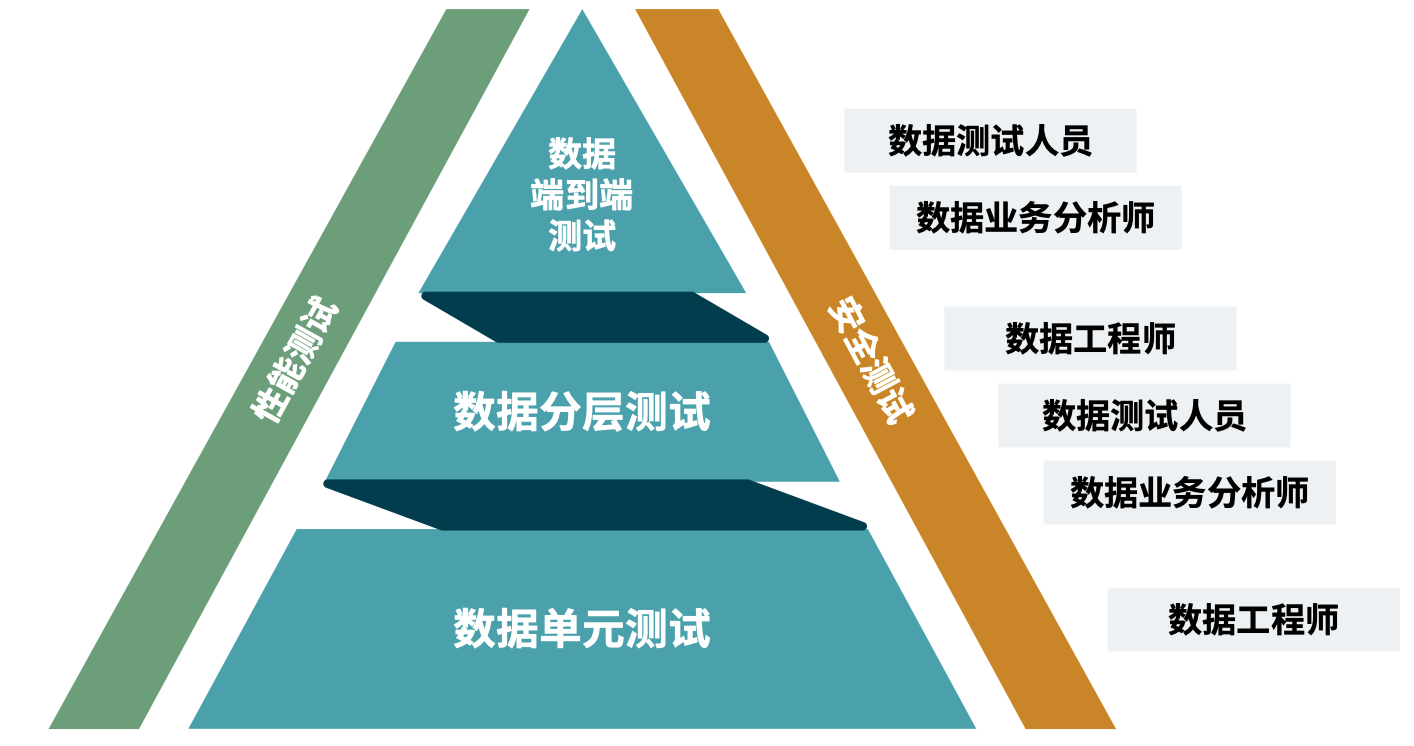 数据
端到端
测试
数据测试人员
数据业务分析师
性能测试
安全测试
数据分层测试
数据工程师
数据测试人员
数据业务分析师
数据单元测试
数据工程师